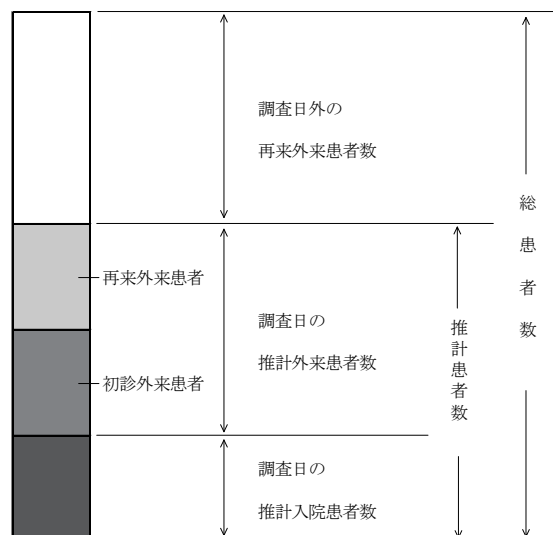 調査日外の
再来外来患者数
総患者数
再来外来患者
調査日の
推計外来患者数
推計患者数
初診外来患者
調査日の
推計入院患者数